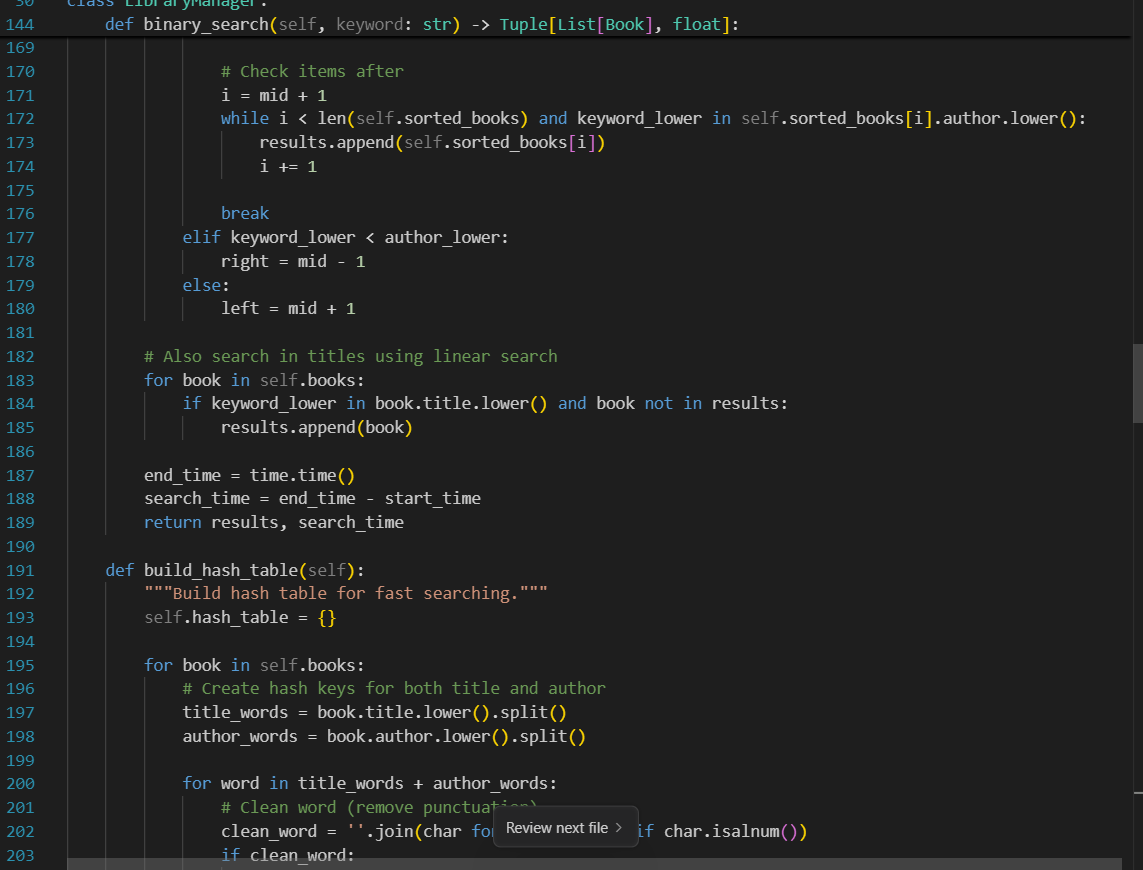 30 class LibraryManager:
144 def binary_search(self, keyword: str) -> Tuple[List[Book], float]:
169
170 # Check items after
171 i = mid + 1
172 while i < len(self.sorted_books) and keyword_lower in self.sorted_books[i].author.lower():
173 results.append(self.sorted_books[i])
174 i += 1
175
176 break
177 elif keyword_lower < author_lower:
178 right = mid - 1
179 else:
180 left = mid + 1
181
182 # Also search in titles using linear search
183 for book in self.books:
184 if keyword_lower in book.title.lower() and book not in results:
185 results.append(book)
186
187 end_time = time.time()
188 search_time = end_time - start_time
189 return results, search_time
190
191 def build_hash_table(self):
192 """Build hash table for fast searching."""
193 self.hash_table = {}
194
195 for book in self.books:
196 # Create hash keys for both title and author
197 title_words = book.title.lower().split()
198 author_words = book.author.lower().split()
199
200 for word in title_words + author_words:
201 # Clean word (remove punctuation)
202 clean_word = ''.join(char for if char.isalnum())
Review next file >
203 if clean_word: